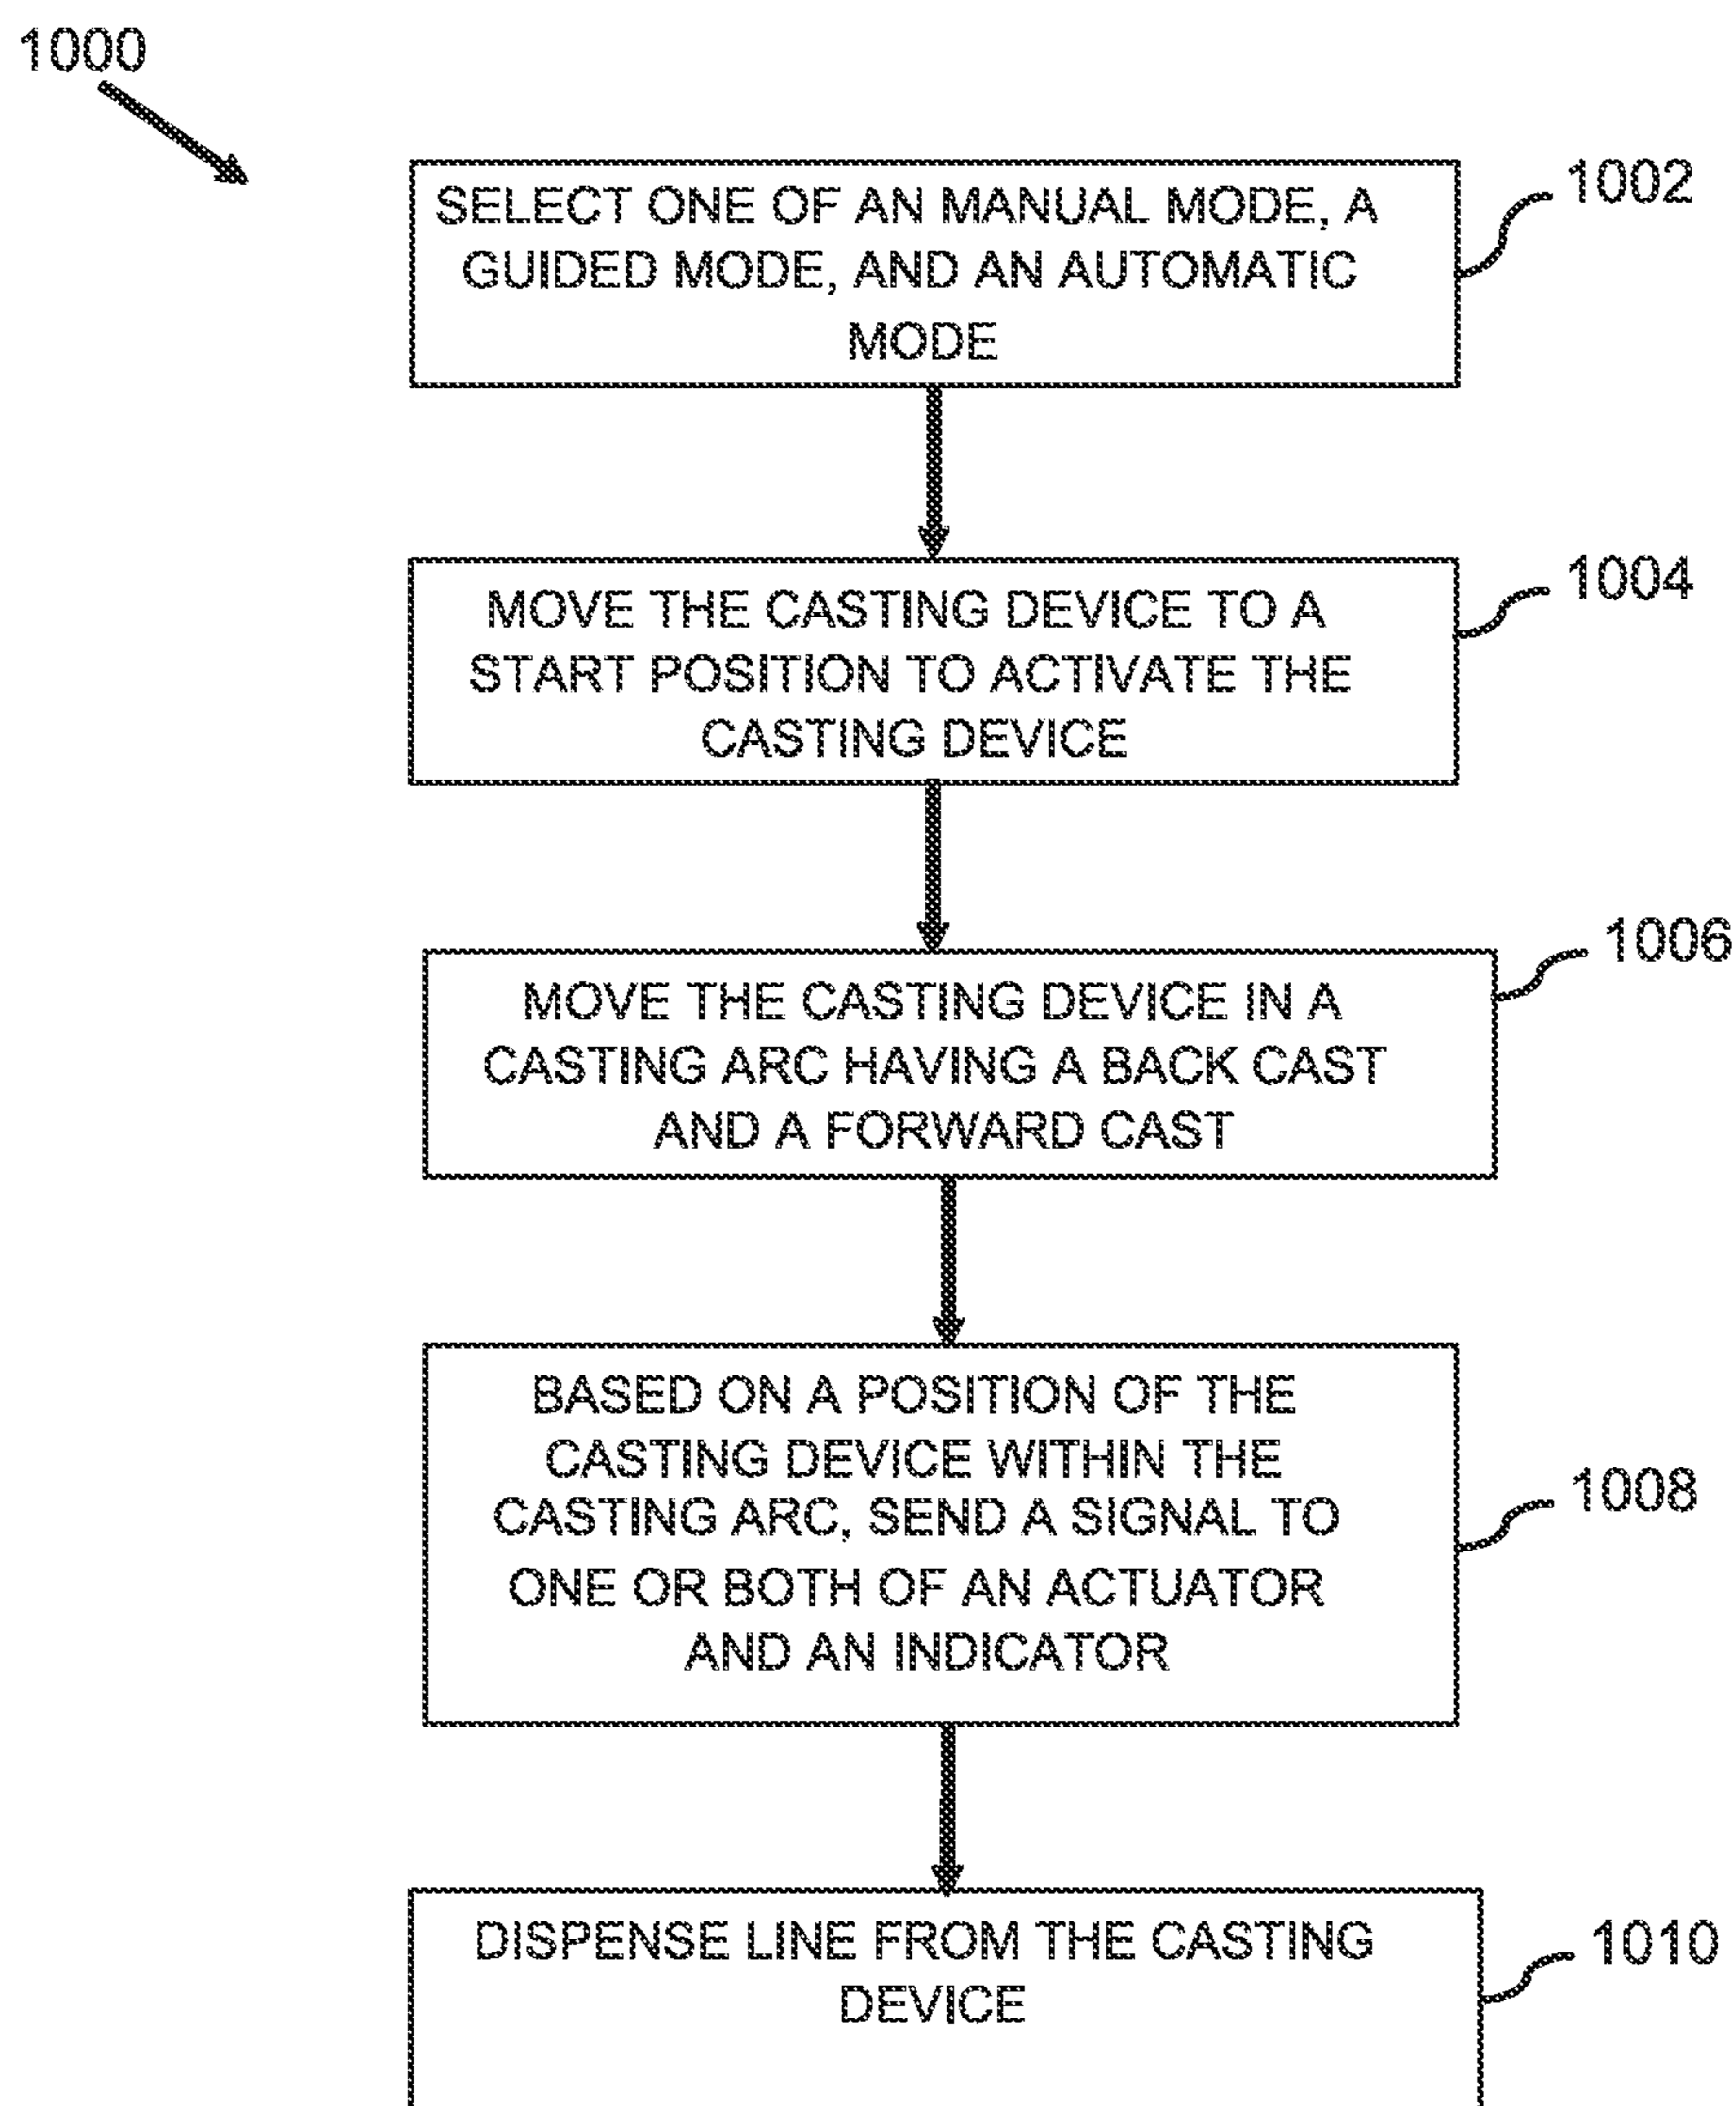 1000
SELECT ONE OF AN MANUAL MODE, A
GUIDED MODE, AND AN AUTOMATIC
MODE
1002
MOVE THE CASTING DEVICE TO A
START POSITION TO ACTIVATE THE
CASTING DEVICE
1004
MOVE THE CASTING DEVICE IN A
CASTING ARC HAVING A BACK CAST
AND A FORWARD CAST
1006
BASED ON A POSITION OF THE
CASTING DEVICE WITHIN THE
CASTING ARC, SEND A SIGNAL TO
ONE OR BOTH OF AN ACTUATOR
AND AN INDICATOR
1008
DISPENSE LINE FROM THE CASTING
DEVICE
1010